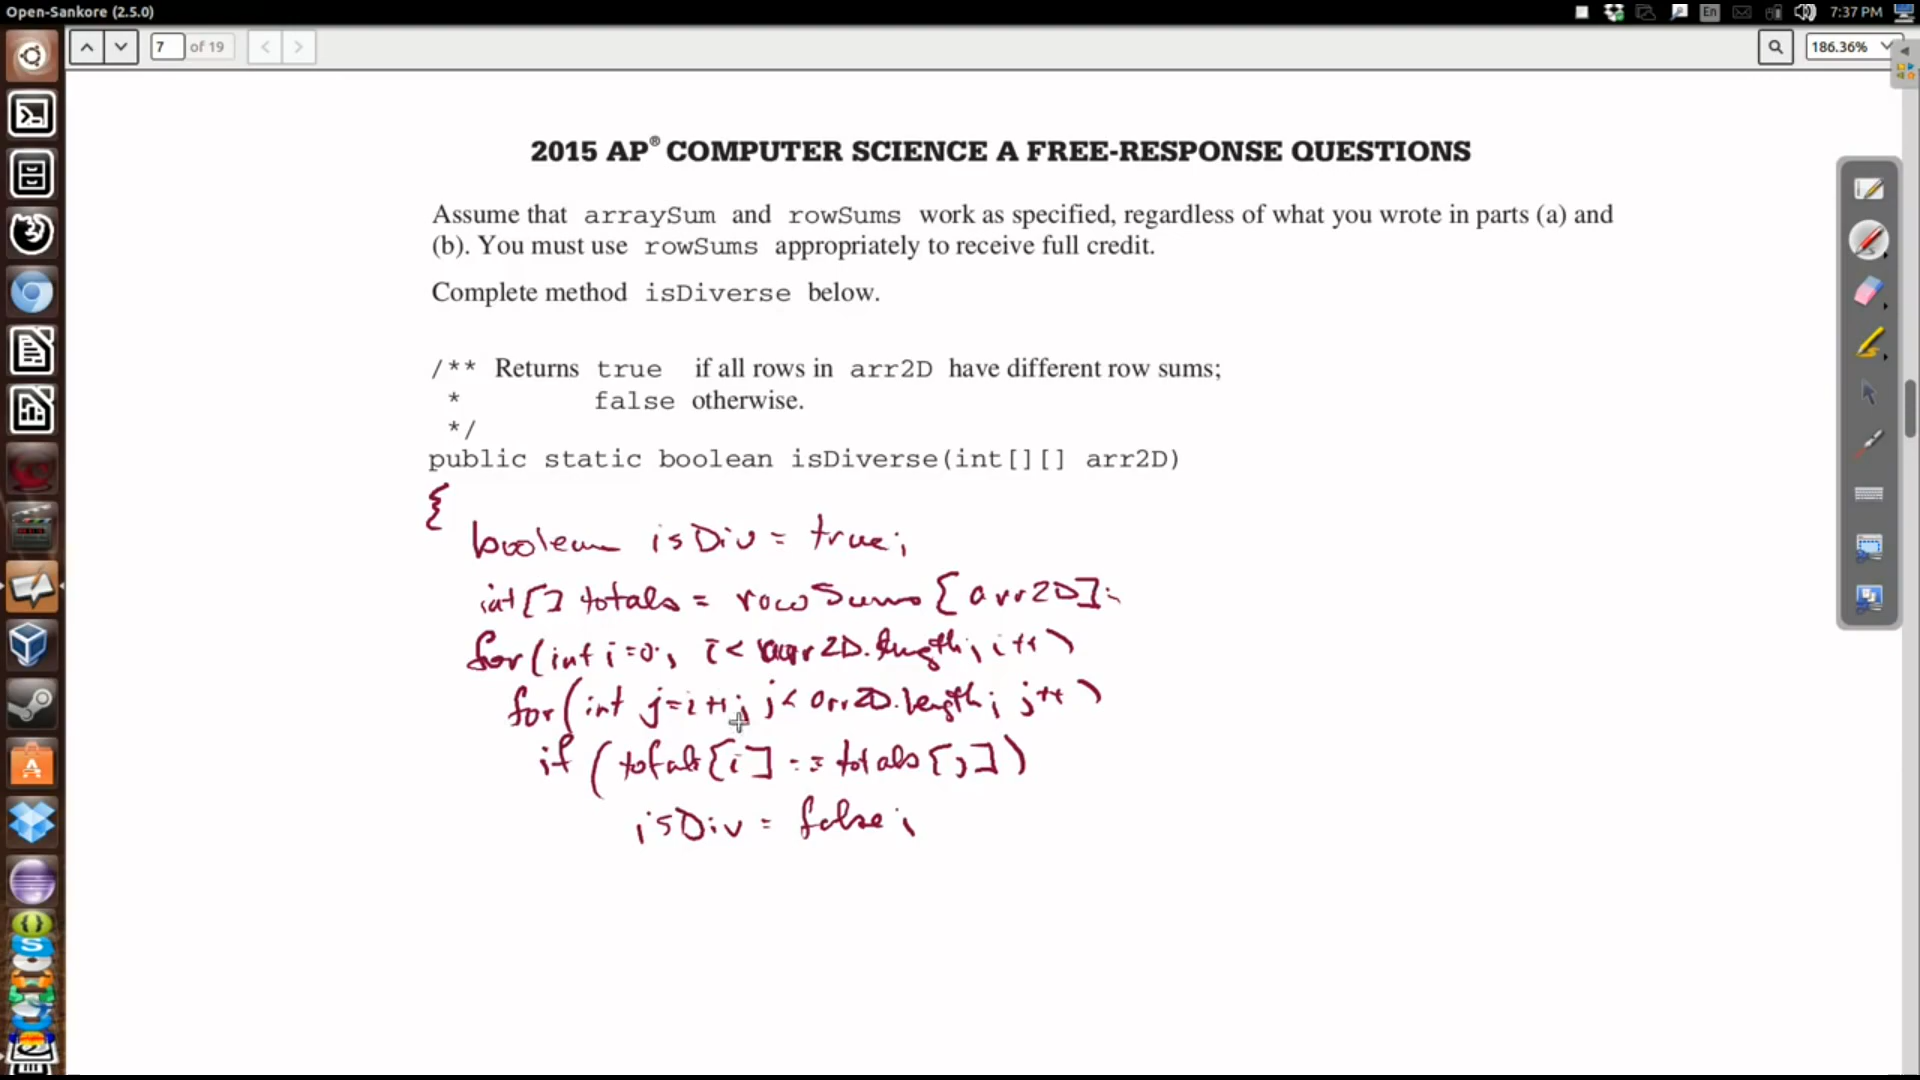 Open-Sankore (2.5.0)
En
7:37 PM
7 of 19
186.36%
2015 AP® COMPUTER SCIENCE A FREE-RESPONSE QUESTIONS
Assume that arraySum and rowSums work as specified, regardless of what you wrote in parts (a) and
(b). You must use rowSums appropriately to receive full credit.
Complete method isDiverse below.
/** Returns true if all rows in arr2D have different row sums;
* false otherwise.
*/
public static boolean isDiverse(int[][] arr2D)
{
boolean isDiv = true;
int[] totals = rowSums[arr2D];
for(int i=0; i< arr2D.length; i++)
for(int j=i+1; j< arr2D.length; j++)
if (totals[i] == totals[j])
isDiv = false;